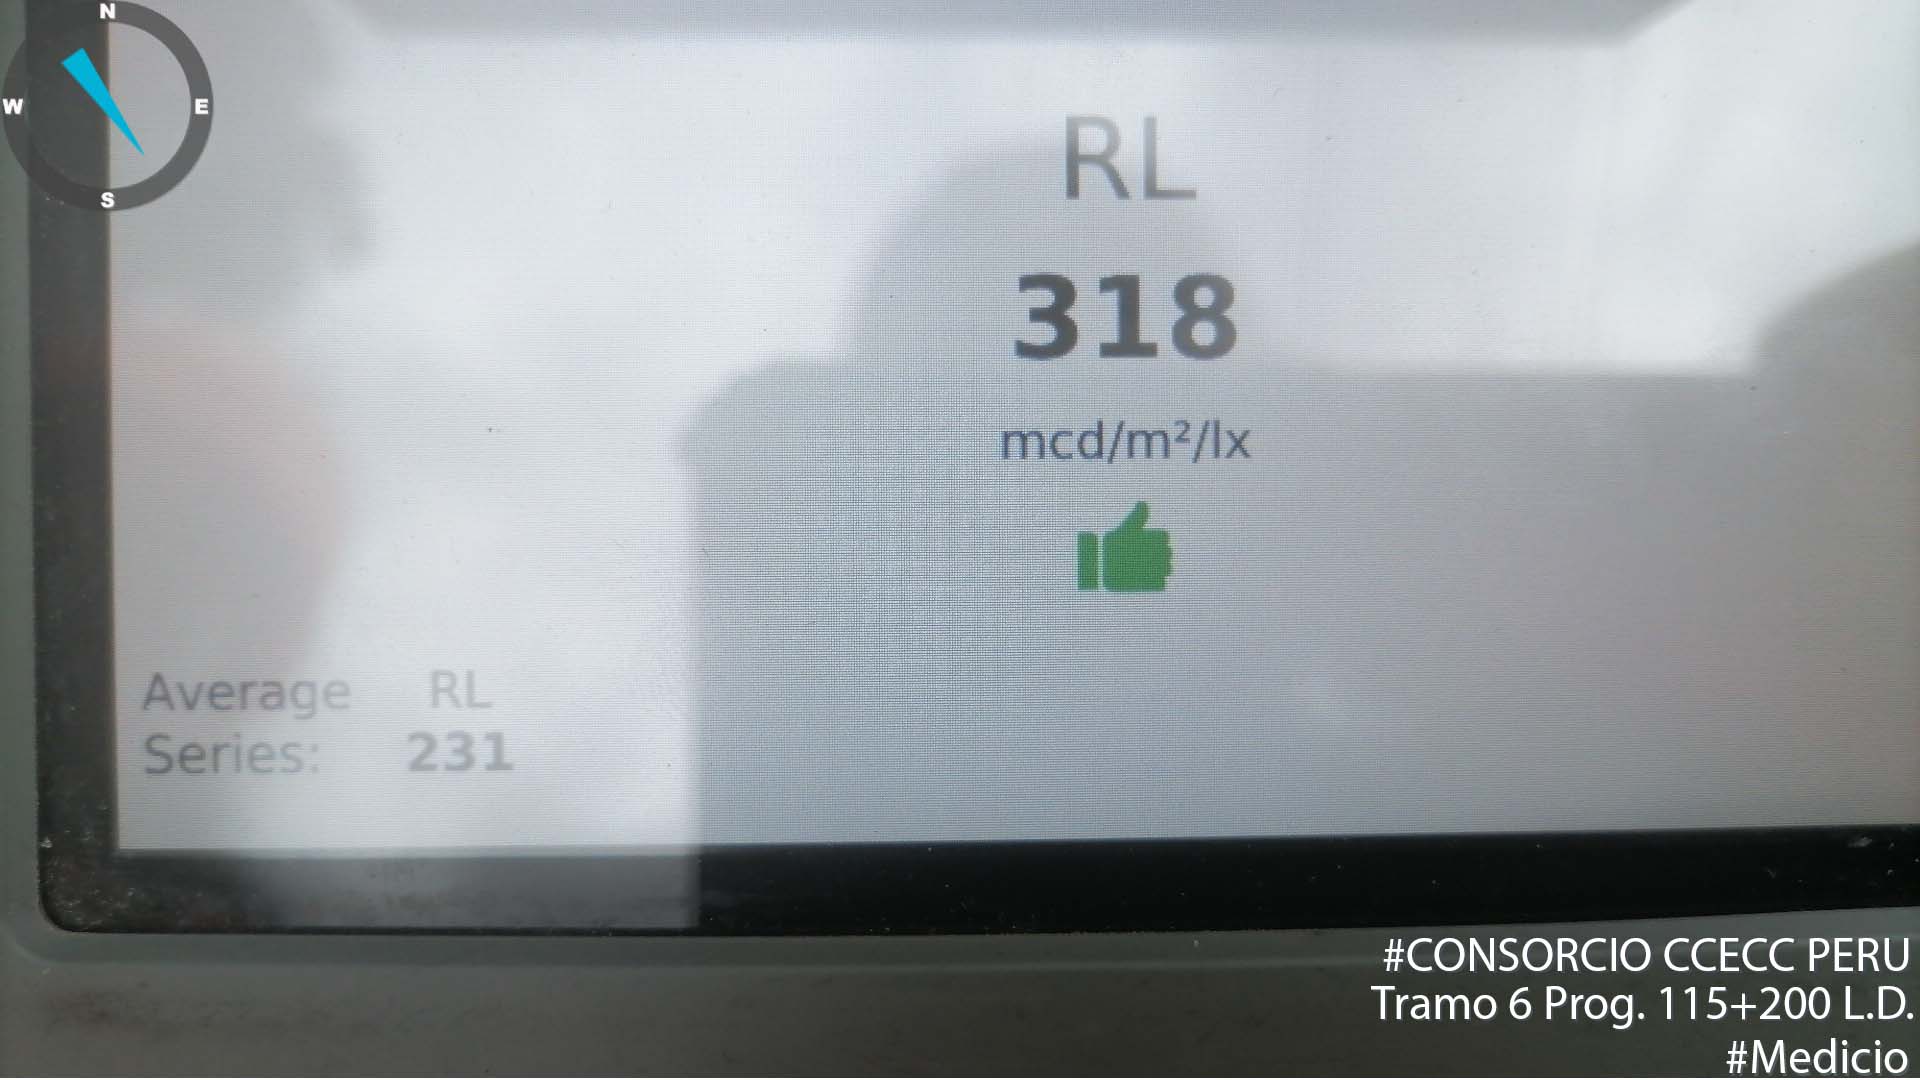 N
W E
S
RL
318
mcd/m²/lx
Average RL
Series: 231
#CONSORCIO CCECC PERU
Tramo 6 Prog. 115+200 L.D.
#Medicio